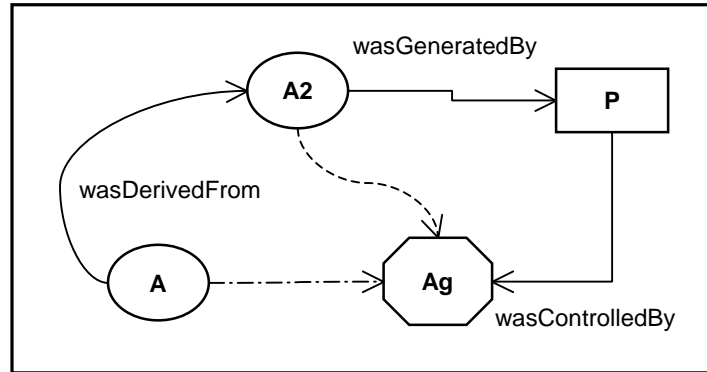 wasGeneratedBy
A2
P
wasDerivedFrom
A
Ag
wasControlledBy